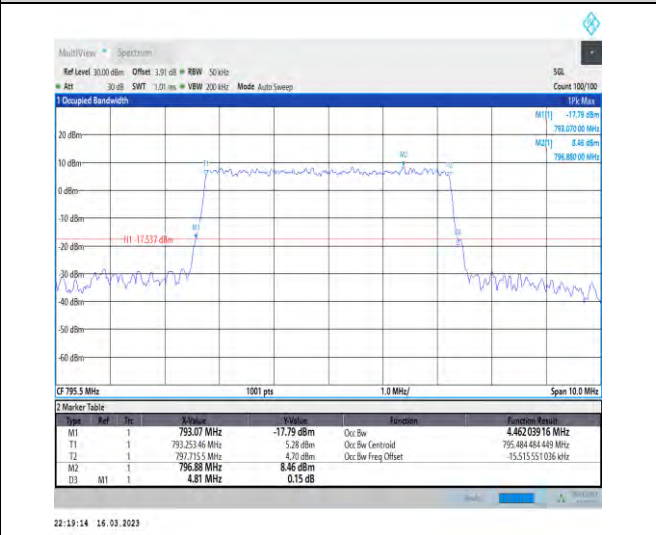 MultiView Spectrum
Ref Level 30.00 dBm Offset 3.91 dB RBW 50 kHz SGL
Att 30 dB SWT 1.01 ms VBW 200 kHz Mode Auto Sweep Count 100/100
1 Occupied Bandwidth 1Pk Max
M1[1] -17.79 dBm
793.070 00 MHz
M2[1] 8.46 dBm
796.880 00 MHz
20 dBm
10 dBm
0 dBm
-10 dBm
-20 dBm
-30 dBm
-40 dBm
-50 dBm
-60 dBm
T1
M2
M1
H1 -17.537 dBm
CF 795.5 MHz 1001 pts 1.0 MHz/ Span 10.0 MHz
2 Marker Table
Type Ref Trc X-Value Y-Value Function Function Result
M1 1 793.07 MHz -17.79 dBm Occ Bw 4.462 039 16 MHz
T1 1 793.253 46 MHz 5.28 dBm Occ Bw Centroid 795.484 484 449 MHz
T2 1 797.715 5 MHz 4.70 dBm Occ Bw Freq Offset -15.515 551 036 kHz
M2 1 796.88 MHz 8.46 dBm
D3 M1 1 4.81 MHz 0.15 dB
22:19:14 16.03.2023